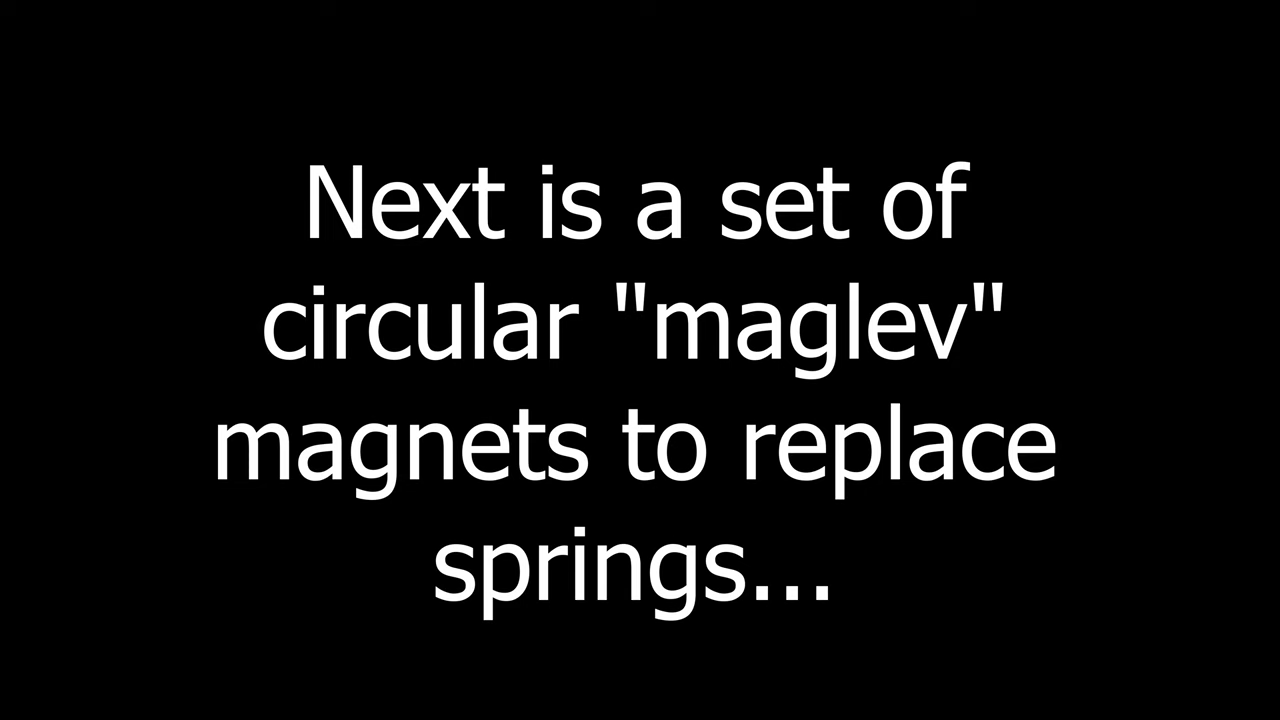 Next is a set of
circular "maglev"
magnets to replace
springs...